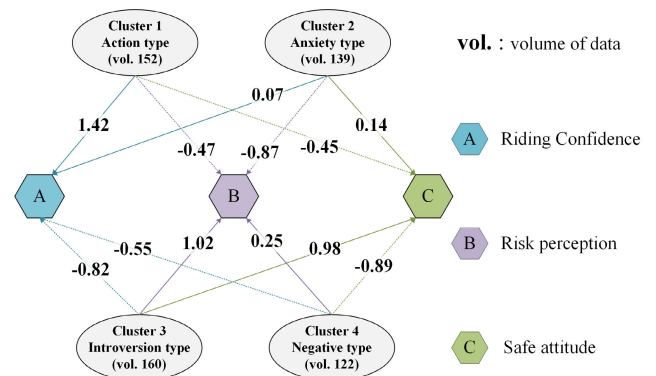 Cluster 1
Action type
(vol. 152)
Cluster 2
Anxiety type
(vol. 139)
vol. : volume of data
0.07
1.42
0.14
-0.47
-0.87
-0.45
A
Riding Confidence
A
B
C
B
Risk perception
-0.82
-0.55
1.02
0.25
0.98
-0.89
Cluster 3
Introversion type
(vol. 160)
Cluster 4
Negative type
(vol. 122)
C
Safe attitude